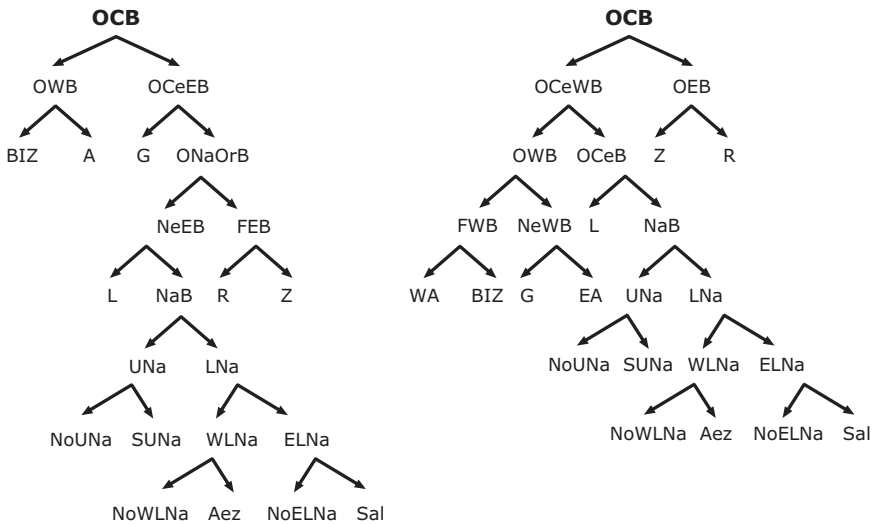 OCB
OWB OCeEB
BIZ A G ONaOrB
NeEB FEB
L NaB R Z
UNa LNa
NoUNa SUNa WLNa ELNa
NoWLNa Aez NoELNa Sal
OCB
OCeWB OEB
OWB OCeB Z R
FWB NeWB L NaB
WA BIZ G EA UNa LNa
NoUNa SUNa WLNa ELNa
NoWLNa Aez NoELNa Sal